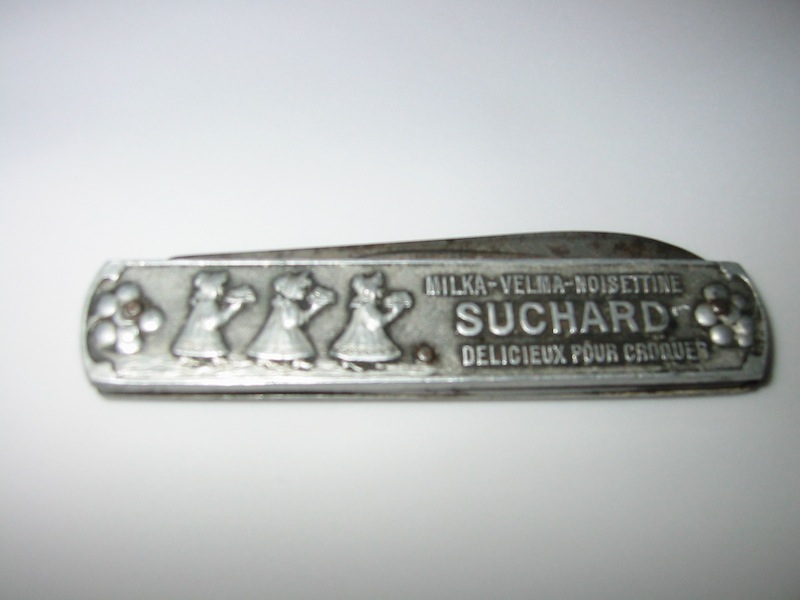 MILKA-VELMA-NOISETTINE
SUCHARD
DELICIEUX POUR CROQUER